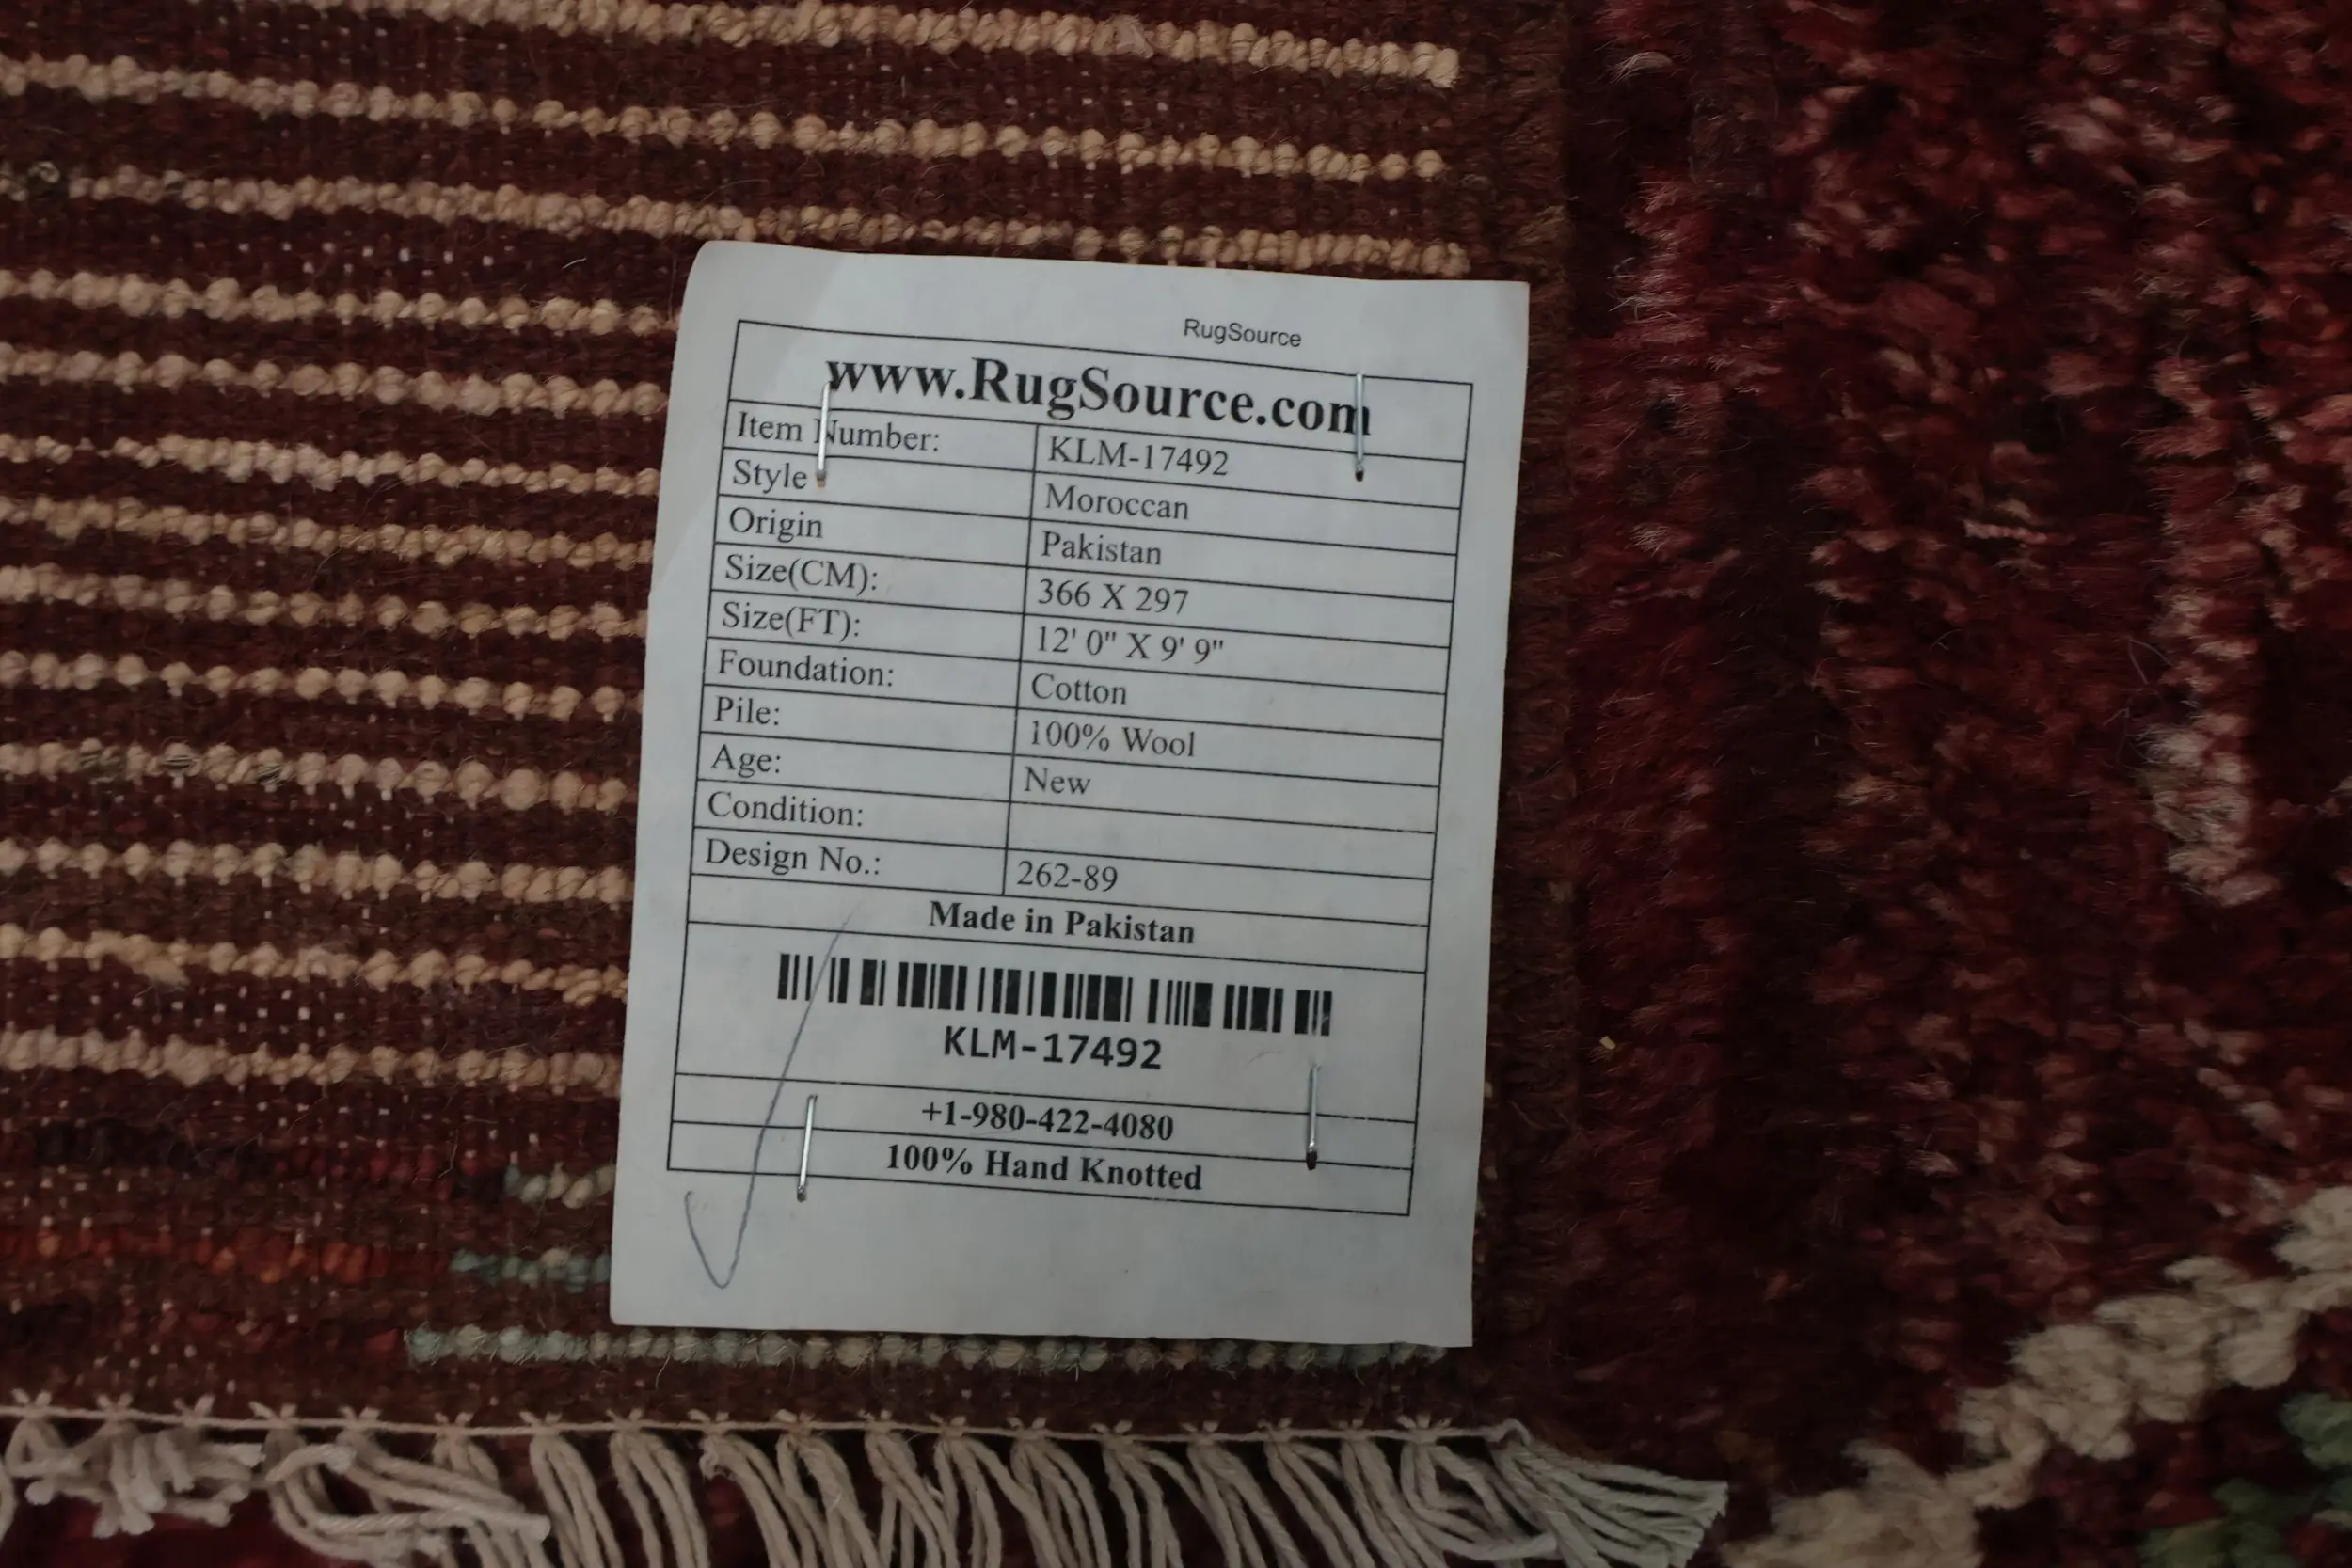 RugSource
www.RugSource.com
Item Number: KLM-17492
Style Moroccan
Origin Pakistan
Size(CM): 366 X 297
Size(FT): 12' 0" X 9' 9"
Foundation: Cotton
Pile: 100% Wool
Age: New
Condition:
Design No.: 262-89
Made in Pakistan
KLM-17492
+1-980-422-4080
100% Hand Knotted